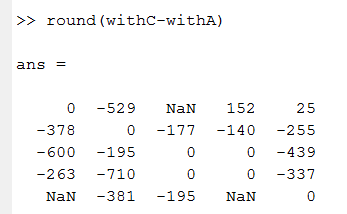 >> round(withC-withA)
ans =
0 -529 NaN 152 25
-378 0 -177 -140 -255
-600 -195 0 0 -439
-263 -710 0 0 -337
NaN -381 -195 NaN 0